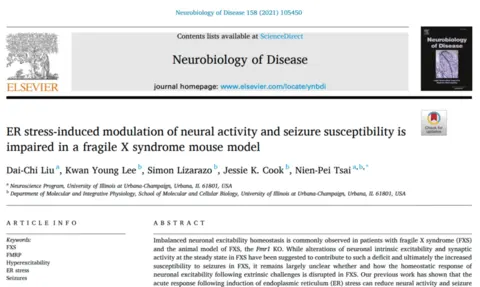 Neurobiology of Disease 158 (2021) 105450
Contents lists available at ScienceDirect
Neurobiology of Disease
ELSEVIER
journal homepage: www.elsevier.com/locate/ynbdi
Neurobiology
of Disease
Check for
updates
ER stress-induced modulation of neural activity and seizure susceptibility is
impaired in a fragile X syndrome mouse model
Dai-Chi Liu a, Kwan Young Lee b, Simon Lizarazo b, Jessie K. Cook b, Nien-Pei Tsai a,b,*
a Neuroscience Program, University of Illinois at Urbana-Champaign, Urbana, IL 61801, USA
b Department of Molecular and Integrative Physiology, School of Molecular and Cellular Biology, University of Illinois at Urbana-Champaign, Urbana, IL 61801, USA
ARTICLE INFO
Keywords:
FXS
FMRP
Hyperexcitability
ER stress
Seizures
ABSTRACT
Imbalanced neuronal excitability homeostasis is commonly observed in patients with fragile X syndrome (FXS)
and the animal model of FXS, the Fmr1 KO. While alterations of neuronal intrinsic excitability and synaptic
activity at the steady state in FXS have been suggested to contribute to such a deficit and ultimately the increased
susceptibility to seizures in FXS, it remains largely unclear whether and how the homeostatic response of
neuronal excitability following extrinsic challenges is disrupted in FXS. Our previous work has shown that the
acute response following induction of endoplasmic reticulum (ER) stress can reduce neural activity and seizure